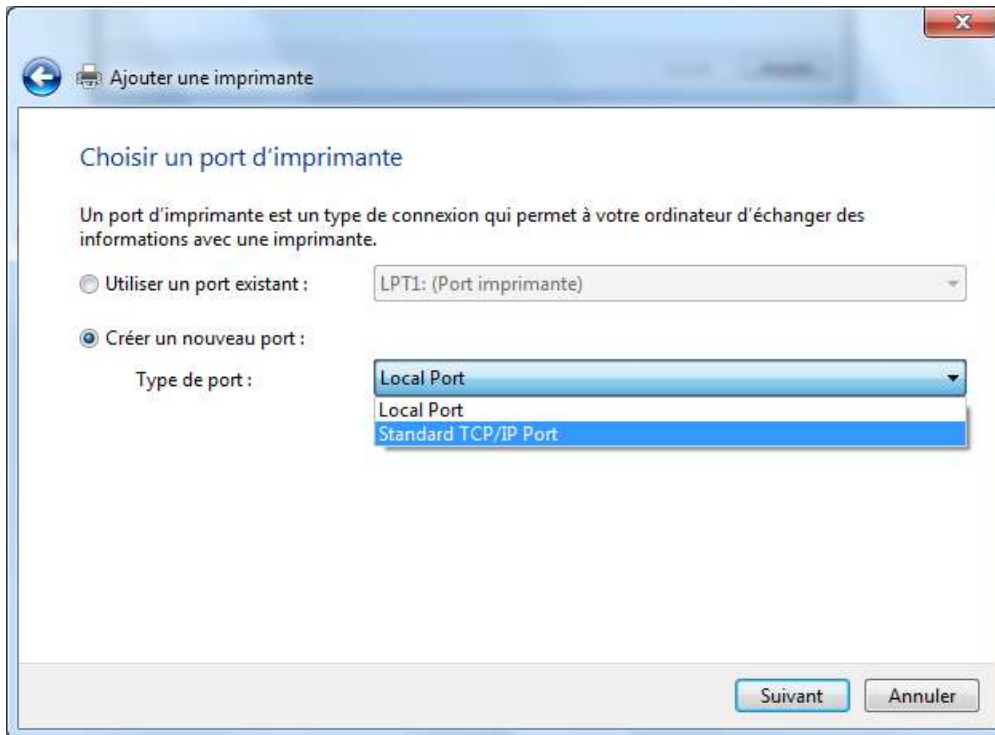 Ajouter une imprimante
Choisir un port d'imprimante
Un port d'imprimante est un type de connexion qui permet à votre ordinateur d'échanger des
informations avec une imprimante.
Utiliser un port existant :
LPT1: (Port imprimante)
Créer un nouveau port :
Type de port :
Local Port
Local Port
Standard TCP/IP Port
Suivant
Annuler